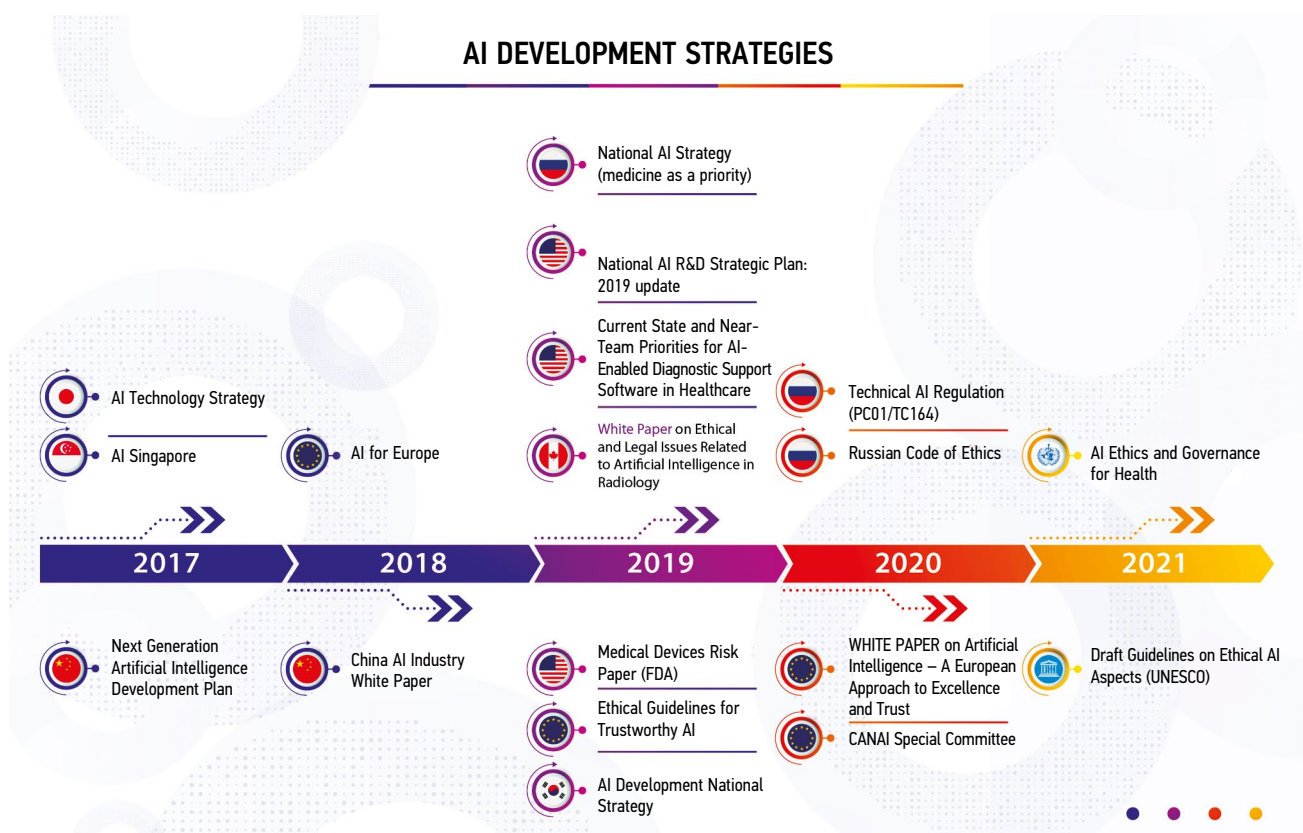 AI DEVELOPMENT STRATEGIES
National AI Strategy
(medicine as a priority)
National AI R&D Strategic Plan:
2019 update
Current State and Near-
Team Priorities for AI-
Enabled Diagnostic Support
Software in Healthcare
White Paper on Ethical
and Legal Issues Related
to Artificial Intelligence in
Radiology
AI Technology Strategy
AI Singapore
AI for Europe
Technical AI Regulation
(PC01/TC164)
Russian Code of Ethics
AI Ethics and Governance
for Health
2017
2018
2019
2020
2021
Next Generation
Artificial Intelligence
Development Plan
China AI Industry
White Paper
Medical Devices Risk
Paper (FDA)
Ethical Guidelines for
Trustworthy AI
AI Development National
Strategy
WHITE PAPER on Artificial
Intelligence – A European
Approach to Excellence
and Trust
CANAI Special Committee
Draft Guidelines on Ethical AI
Aspects (UNESCO)